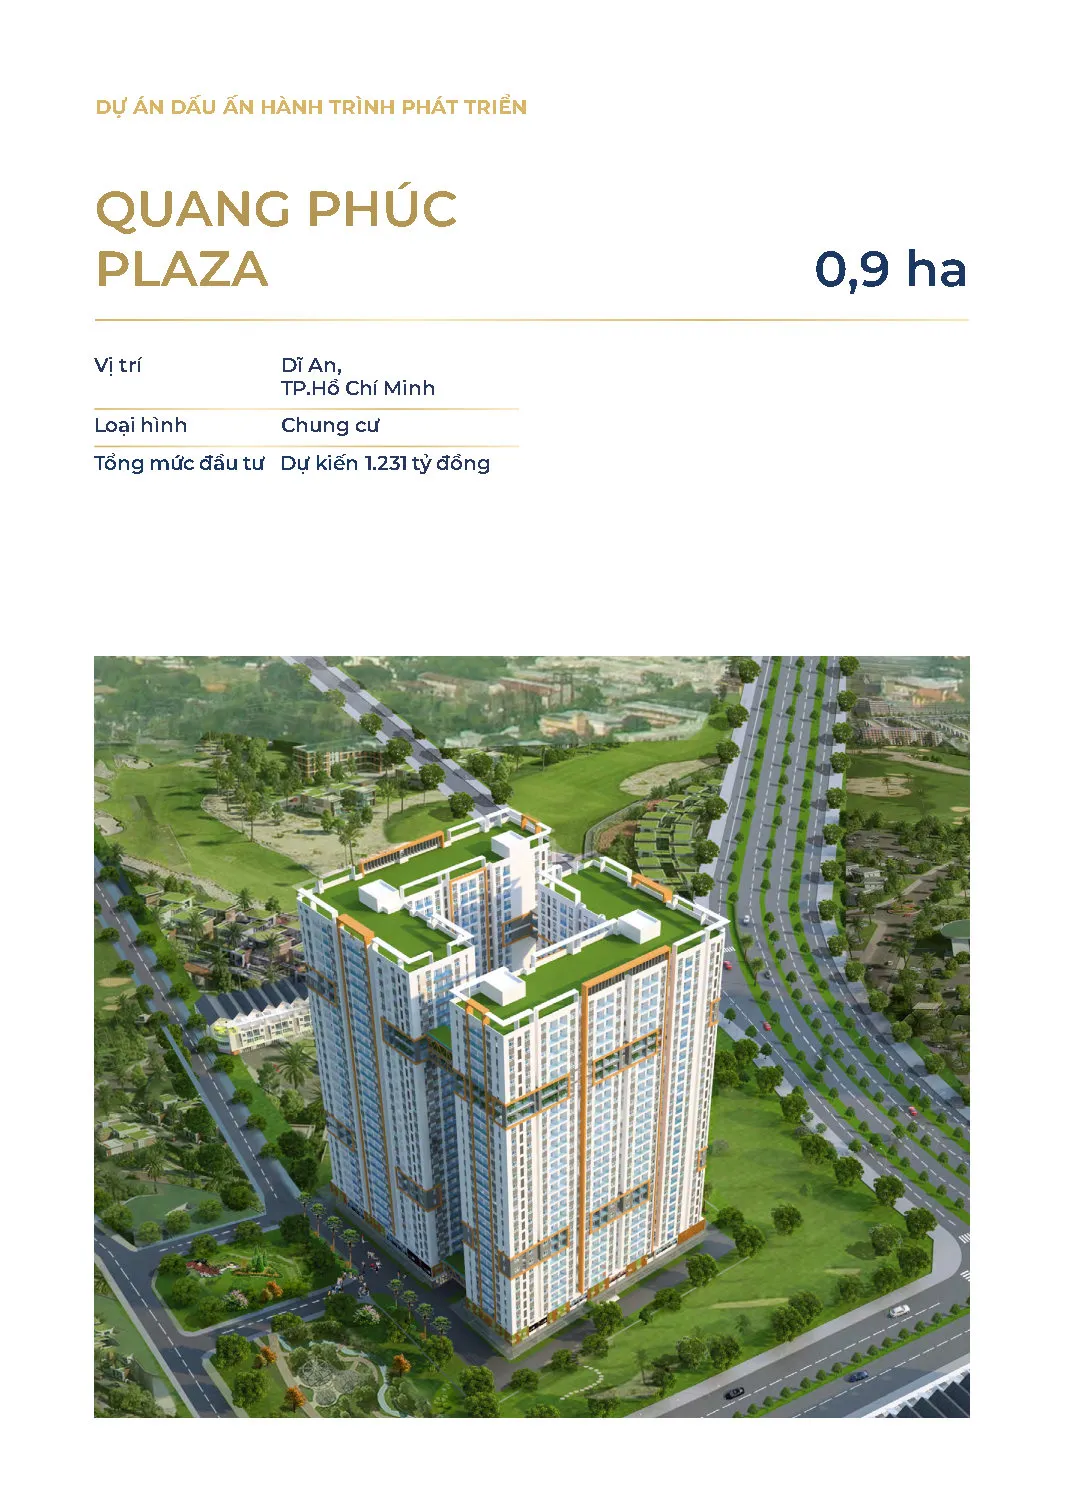 DỰ ÁN DẤU ẤN HÀNH TRÌNH PHÁT TRIỂN
QUANG PHÚC
PLAZA
0,9 ha
Vị trí Dĩ An,
TP.Hồ Chí Minh
Loại hình Chung cư
Tổng mức đầu tư Dự kiến 1.231 tỷ đồng